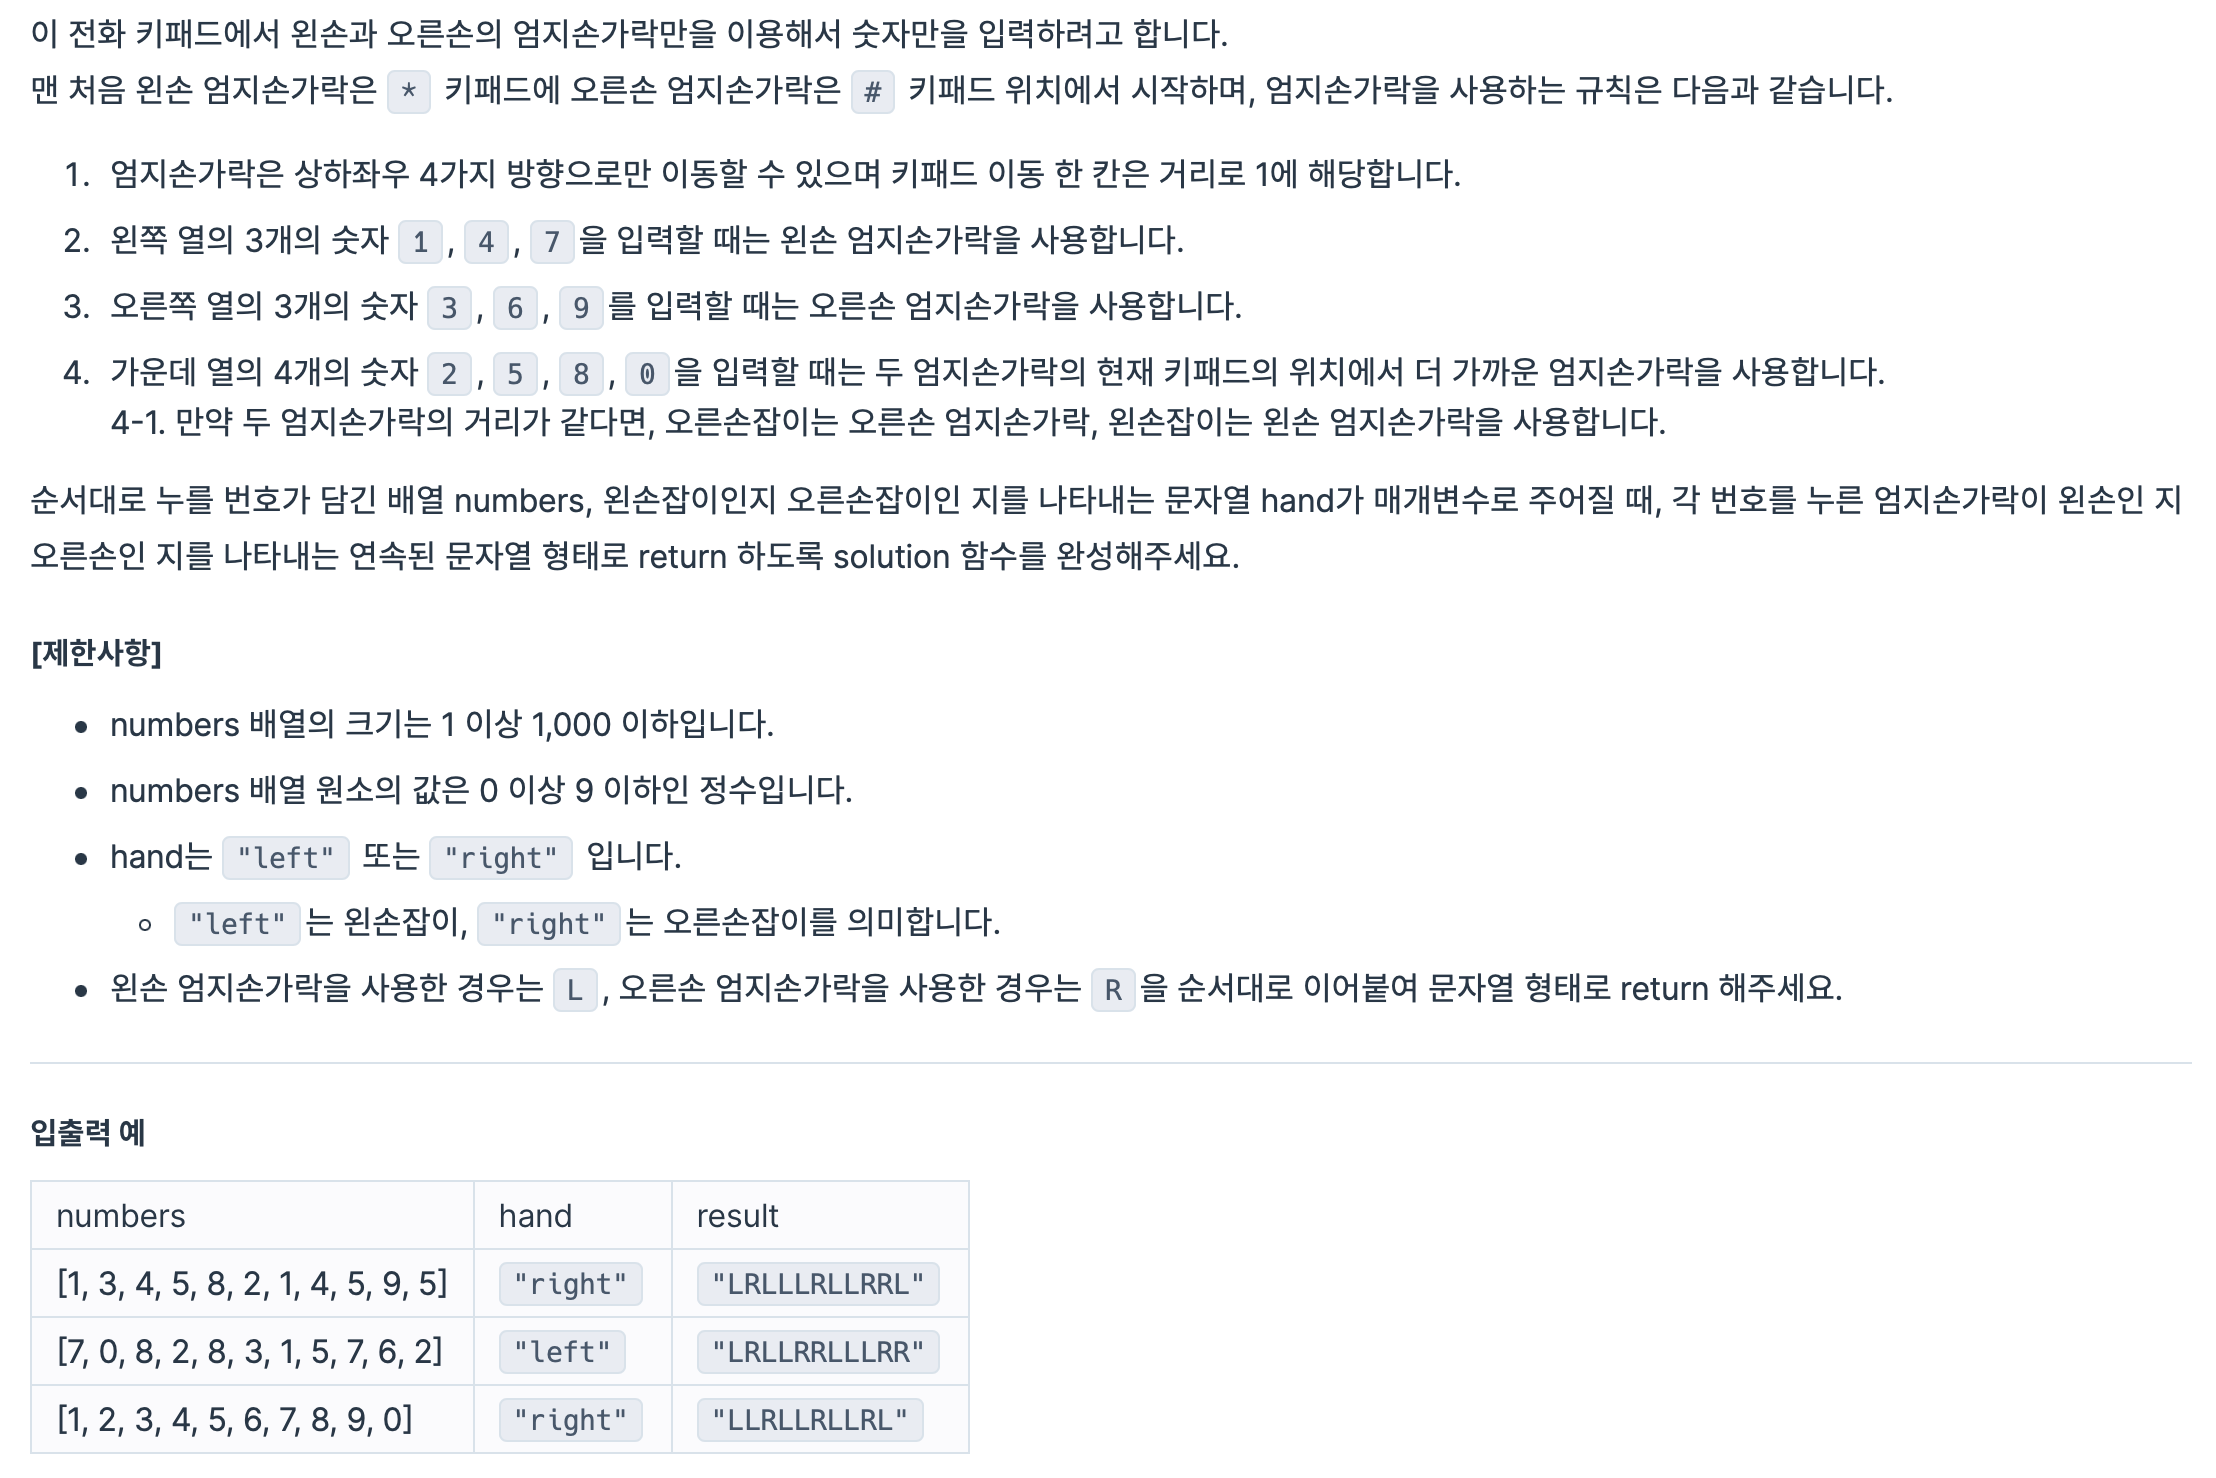 이 전화 키패드에서 왼손과 오른손의 엄지손가락만을 이용해서 숫자만을 입력하려고 합니다.
맨 처음 왼손 엄지손가락은 * 키패드에 오른손 엄지손가락은 # 키패드 위치에서 시작하며, 엄지손가락을 사용하는 규칙은 다음과 같습니다.
1. 엄지손가락은 상하좌우 4가지 방향으로만 이동할 수 있으며 키패드 이동 한 칸은 거리로 1에 해당합니다.
2. 왼쪽 열의 3개의 숫자 1, 4, 7을 입력할 때는 왼손 엄지손가락을 사용합니다.
3. 오른쪽 열의 3개의 숫자 3, 6, 9를 입력할 때는 오른손 엄지손가락을 사용합니다.
4. 가운데 열의 4개의 숫자 2, 5, 8, 0을 입력할 때는 두 엄지손가락의 현재 키패드의 위치에서 더 가까운 엄지손가락을 사용합니다.
4-1. 만약 두 엄지손가락의 거리가 같다면, 오른손잡이는 오른손 엄지손가락, 왼손잡이는 왼손 엄지손가락을 사용합니다.
순서대로 누를 번호가 담긴 배열 numbers, 왼손잡이인지 오른손잡이인 지를 나타내는 문자열 hand가 매개변수로 주어질 때, 각 번호를 누른 엄지손가락이 왼손인 지
오른손인 지를 나타내는 연속된 문자열 형태로 return 하도록 solution 함수를 완성해주세요.
[제한사항]
• numbers 배열의 크기는 1 이상 1,000 이하입니다.
• numbers 배열 원소의 값은 0 이상 9 이하인 정수입니다.
• hand는 "left" 또는 "right" 입니다.
◦ "left"는 왼손잡이, "right"는 오른손잡이를 의미합니다.
• 왼손 엄지손가락을 사용한 경우는 L, 오른손 엄지손가락을 사용한 경우는 R을 순서대로 이어붙여 문자열 형태로 return 해주세요.
입출력 예
numbers hand result
[1, 3, 4, 5, 8, 2, 1, 4, 5, 9, 5] "right" "LRLLLRLLRRL"
[7, 0, 8, 2, 8, 3, 1, 5, 7, 6, 2] "left" "LRLLRRLLLRR"
[1, 2, 3, 4, 5, 6, 7, 8, 9, 0] "right" "LLRLLRLLRL"